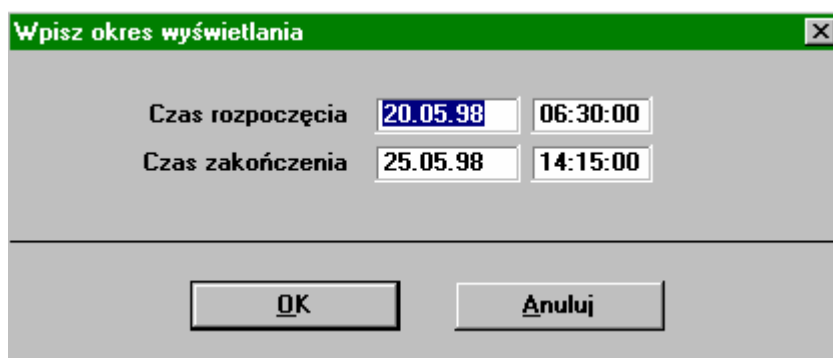 Wpisz okres wyświetlania
Czas rozpoczęcia 20.05.98 06:30:00
Czas zakończenia 25.05.98 14:15:00
OK Anuluj